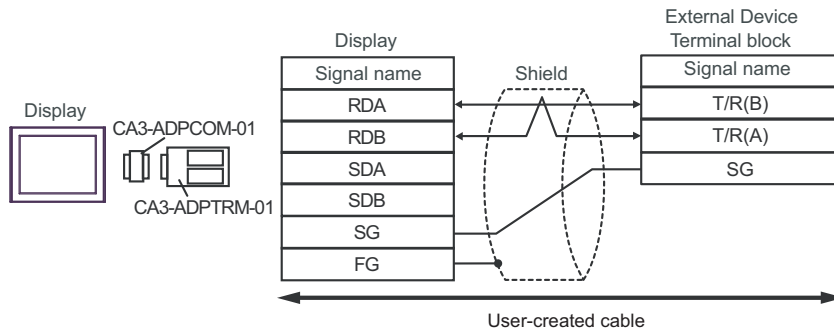 External Device
Display
Terminal block
Signal name
Shield
Signal name
Display
RDA
T/R(B)
CA3-ADPCOM-01
RDB
T/R(A)
SDA
SG
CA3-ADPTRM-01
SDB
SG
FG
User-created cable